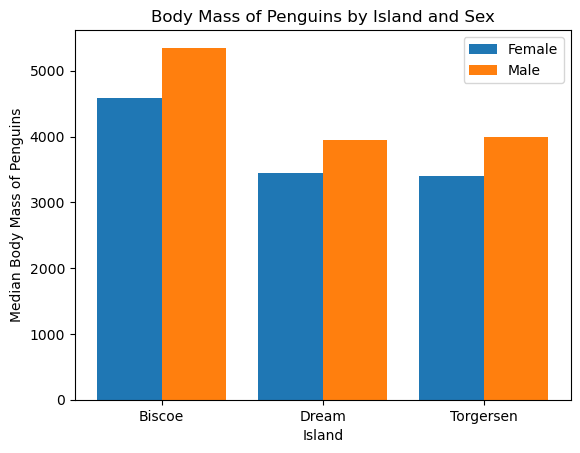 Body Mass of Penguins by Island and Sex
Female
Male
Median Body Mass of Penguins
5000
4000
3000
2000
1000
0
Biscoe
Dream
Torgersen
Island